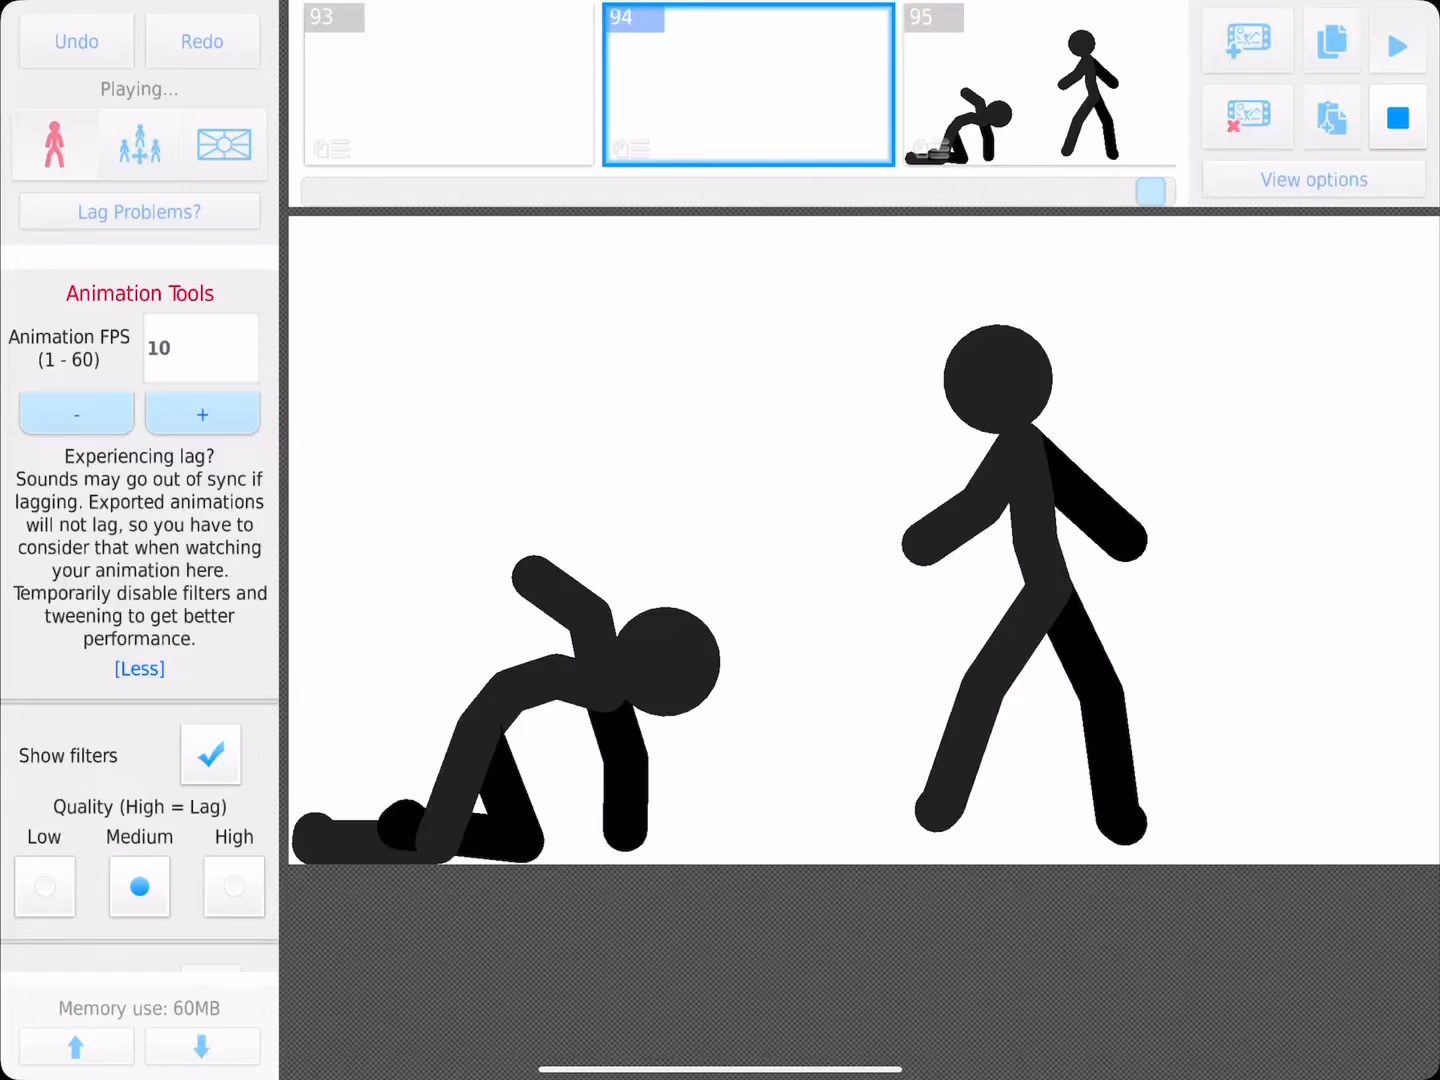 Undo
Redo
Playing...
Lag Problems?
Animation Tools
Animation FPS
(1 - 60)
10
-
+
Experiencing lag?
Sounds may go out of sync if
lagging. Exported animations
will not lag, so you have to
consider that when watching
your animation here.
Temporarily disable filters and
tweening to get better
performance.
[Less]
Show filters
Quality (High = Lag)
Low
Medium
High
Memory use: 60MB
93
94
95
View options